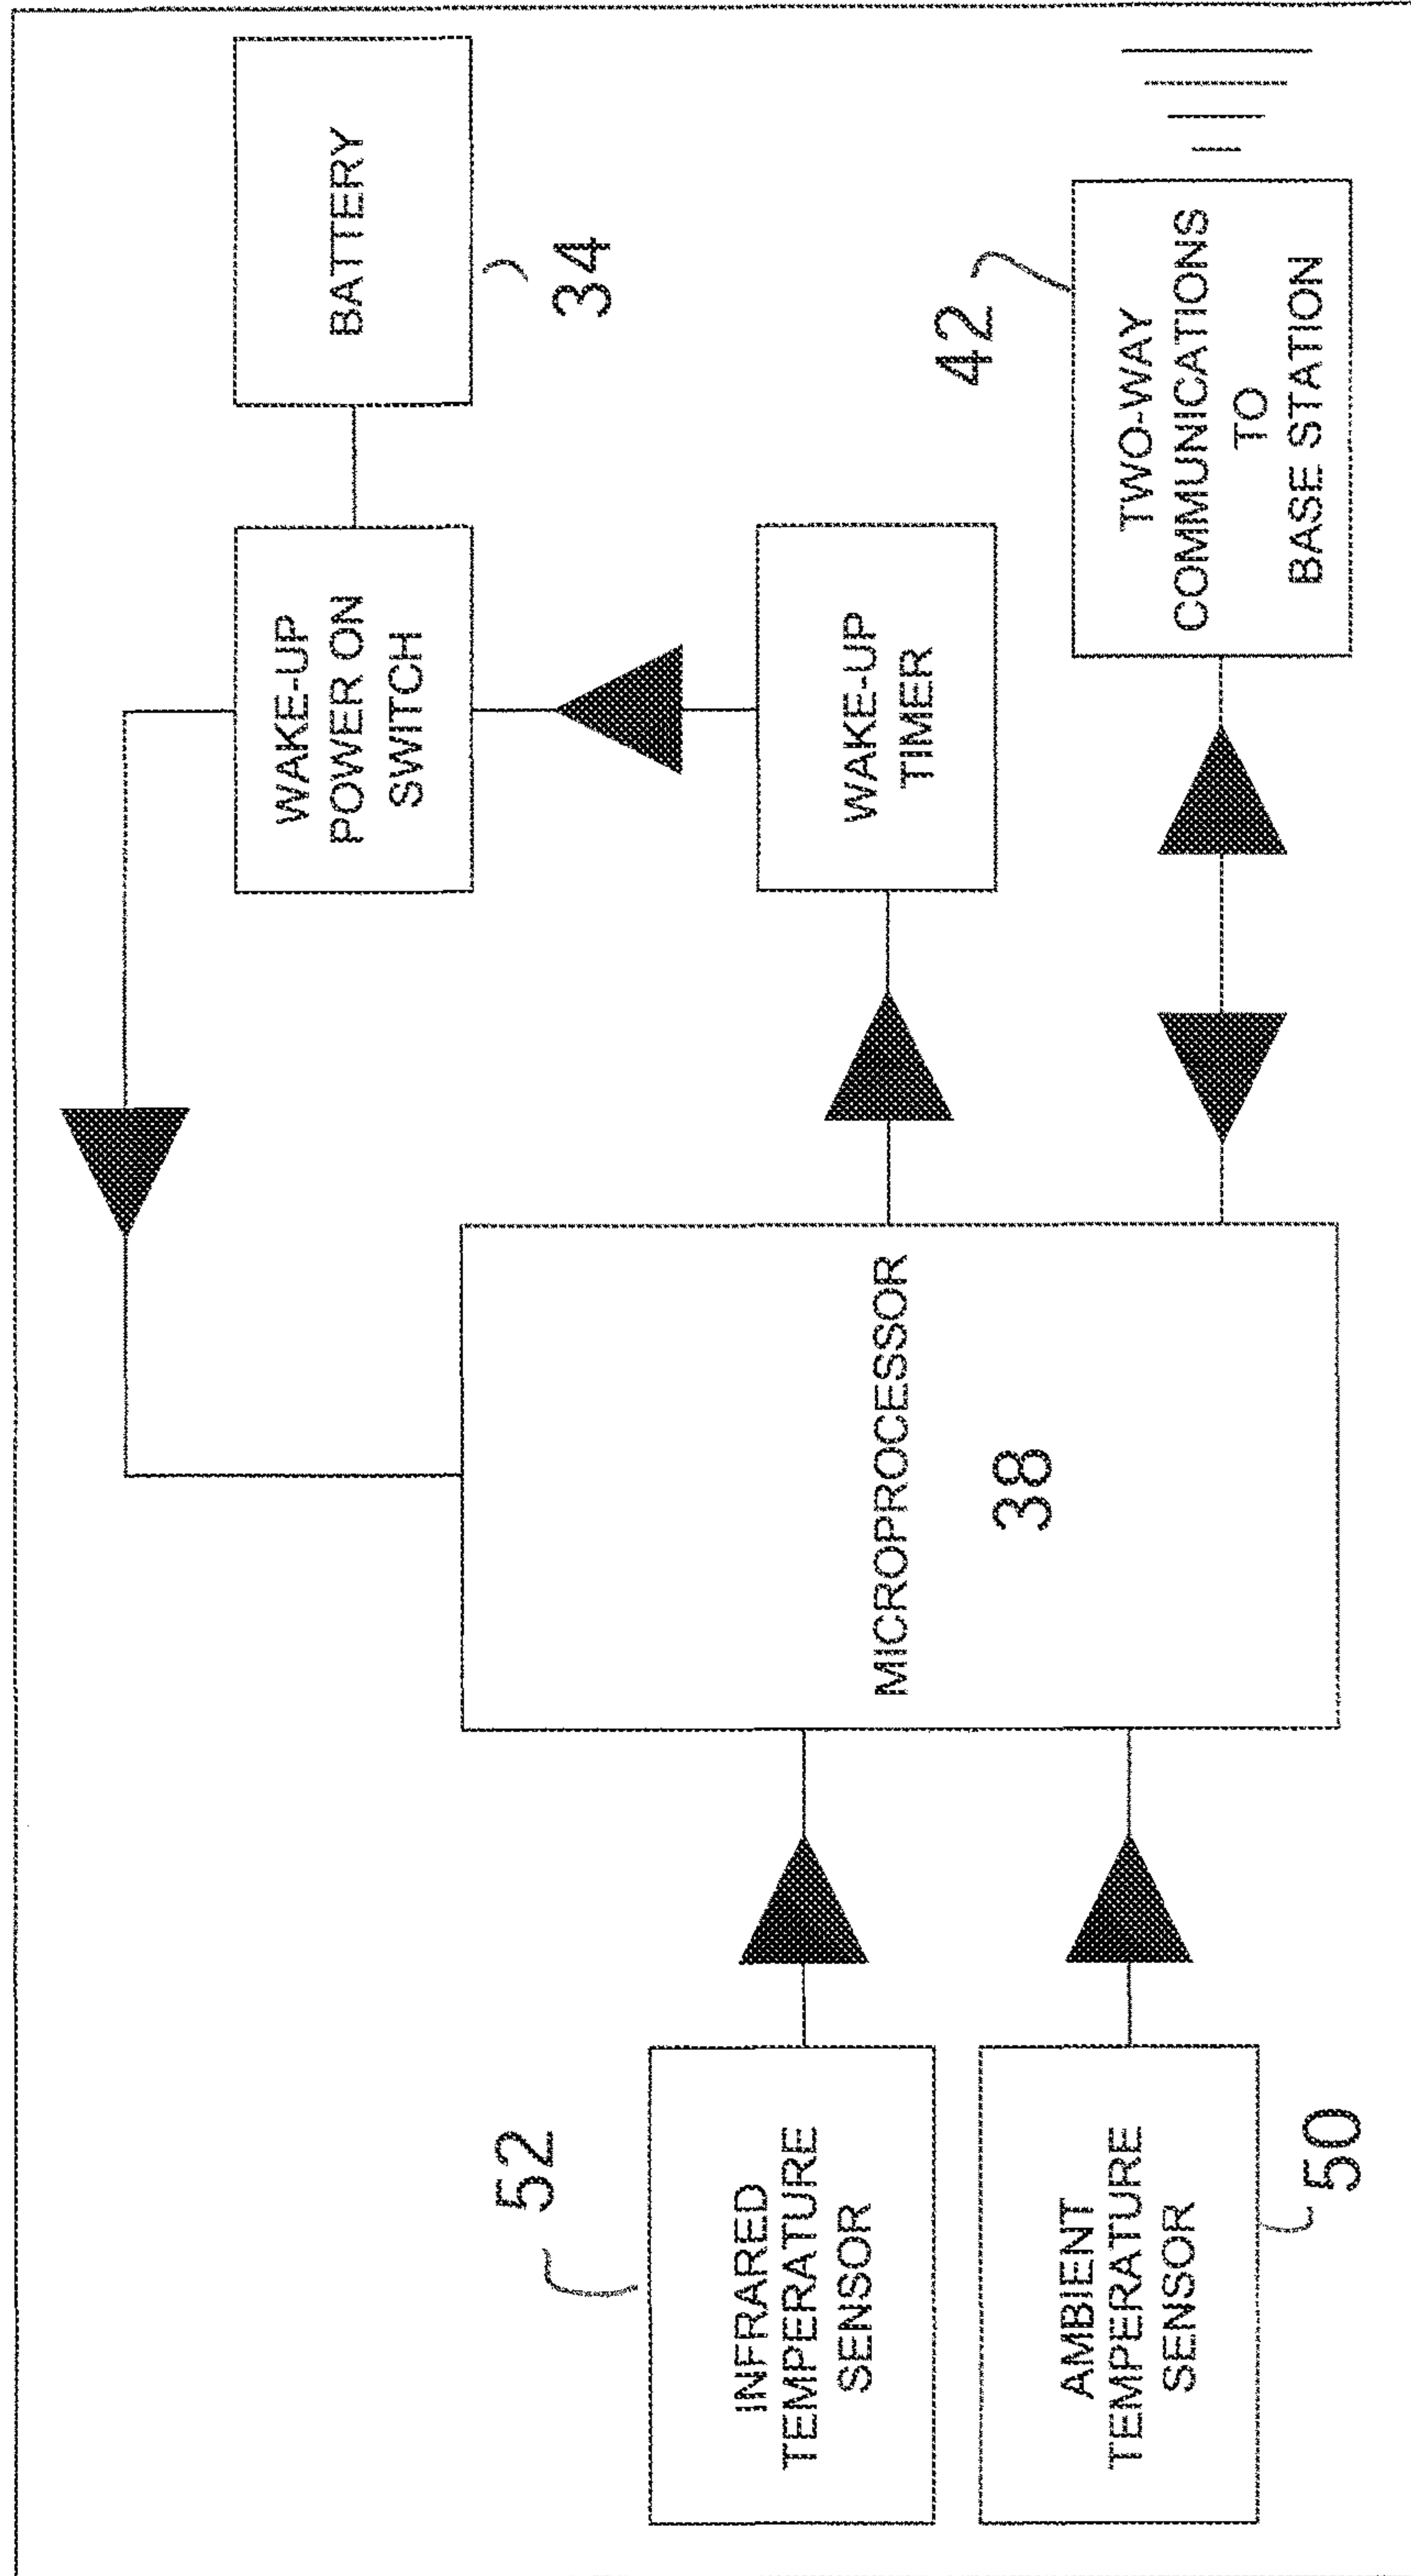 BATTERY
34
WAKE-UP
POWER ON
SWITCH
WAKE-UP
TIMER
42
TWO-WAY
COMMUNICATIONS
TO
BASE STATION
MICROPROCESSOR
38
52
INFRARED
TEMPERATURE
SENSOR
AMBIENT
TEMPERATURE
SENSOR
50